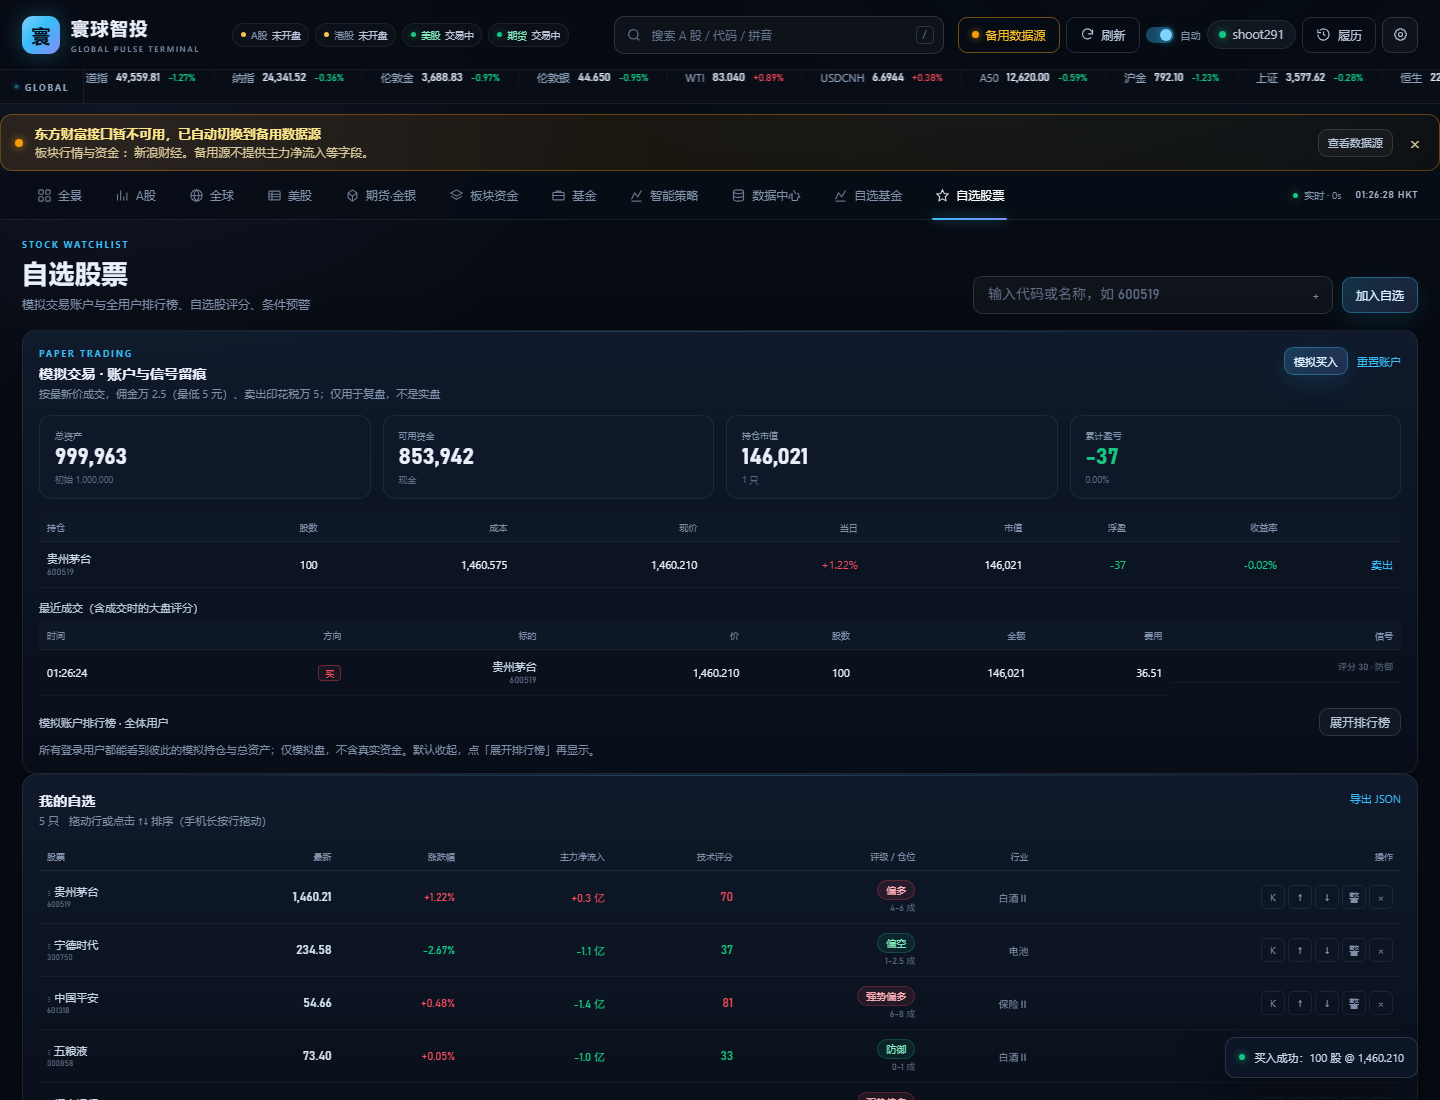 寰 寰球智投
GLOBAL PULSE TERMINAL
A股 未开盘 港股 未开盘 美股 交易中 期货 交易中
搜索 A 股 / 代码 / 拼音 /
备用数据源 刷新 自动 shoot291 履历
GLOBAL 道指 49,559.81 -1.27% 纳指 24,341.52 -0.36% 伦敦金 3,688.83 -0.97% 伦敦银 44.650 -0.95% WTI 83.040 +0.89% USDCNH 6.6944 +0.38% A50 12,620.00 -0.59% 沪金 792.10 -1.23% 上证 3,577.62 -0.28% 恒生 22
东方财富接口暂不可用，已自动切换到备用数据源
板块行情与资金： 新浪财经。备用源不提供主力净流入等字段。
查看数据源 ×
全景 A股 全球 美股 期货·金银 板块资金 基金 智能策略 数据中心 自选基金 自选股票
实时 · 0s 01:26:28 HKT
STOCK WATCHLIST
自选股票
模拟交易账户与全用户排行榜、自选股评分、条件预警
输入代码或名称，如 600519 +
加入自选
PAPER TRADING
模拟交易 · 账户与信号留痕
按最新价成交，佣金万 2.5（最低 5 元）、卖出印花税万 5；仅用于复盘，不是实盘
模拟买入 重置账户
总资产
999,963
初始 1,000,000
可用资金
853,942
现金
持仓市值
146,021
1 只
累计盈亏
-37
0.00%
持仓 股数 成本 现价 当日 市值 浮盈 收益率
贵州茅台
600519
100 1,460.575 1,460.210 +1.22% 146,021 -37 -0.02% 卖出
最近成交（含成交时的大盘评分）
时间 方向 标的 价 股数 金额 费用 信号
01:26:24 买 贵州茅台
600519
1,460.210 100 146,021 36.51 评分 30 · 防御
模拟账户排行榜 · 全体用户
展开排行榜
所有登录用户都能看到彼此的模拟持仓与总资产；仅模拟盘，不含真实资金。默认收起，点「展开排行榜」再显示。
我的自选
导出 JSON
5 只 拖动行或点击 ↑↓ 排序（手机长按行拖动）
股票 最新 涨跌幅 主力净流入 技术评分 评级 / 仓位 行业 操作
贵州茅台
600519
1,460.21 +1.22% +0.3 亿 70 偏多
4–6 成
白酒Ⅱ K ↑ ↓ 警 ×
宁德时代
300750
234.58 -2.67% -1.1 亿 37 偏空
1–2.5 成
电池 K ↑ ↓ 警 ×
中国平安
601318
54.66 +0.48% -1.4 亿 81 强势偏多
6–8 成
保险Ⅱ K ↑ ↓ 警 ×
五粮液
000858
73.40 +0.05% -1.0 亿 33 防御
0–1 成
白酒Ⅱ
买入成功：100 股 @ 1,460.210